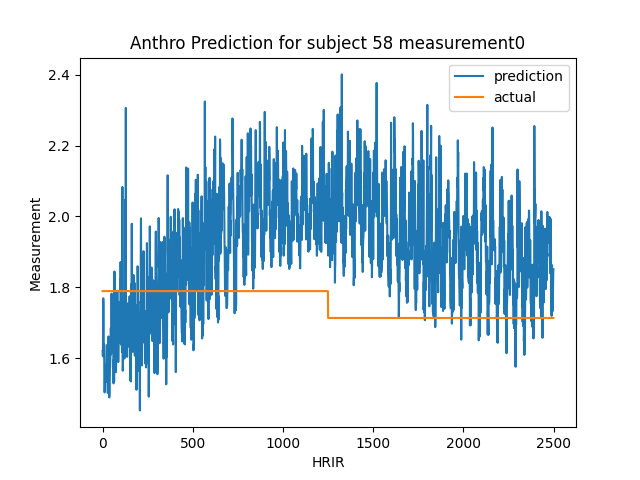 Anthro Prediction for subject 58 measurement0
prediction
actual
Measurement
2.4
2.2
2.0
1.8
1.6
0
500
1000
1500
2000
2500
HRIR